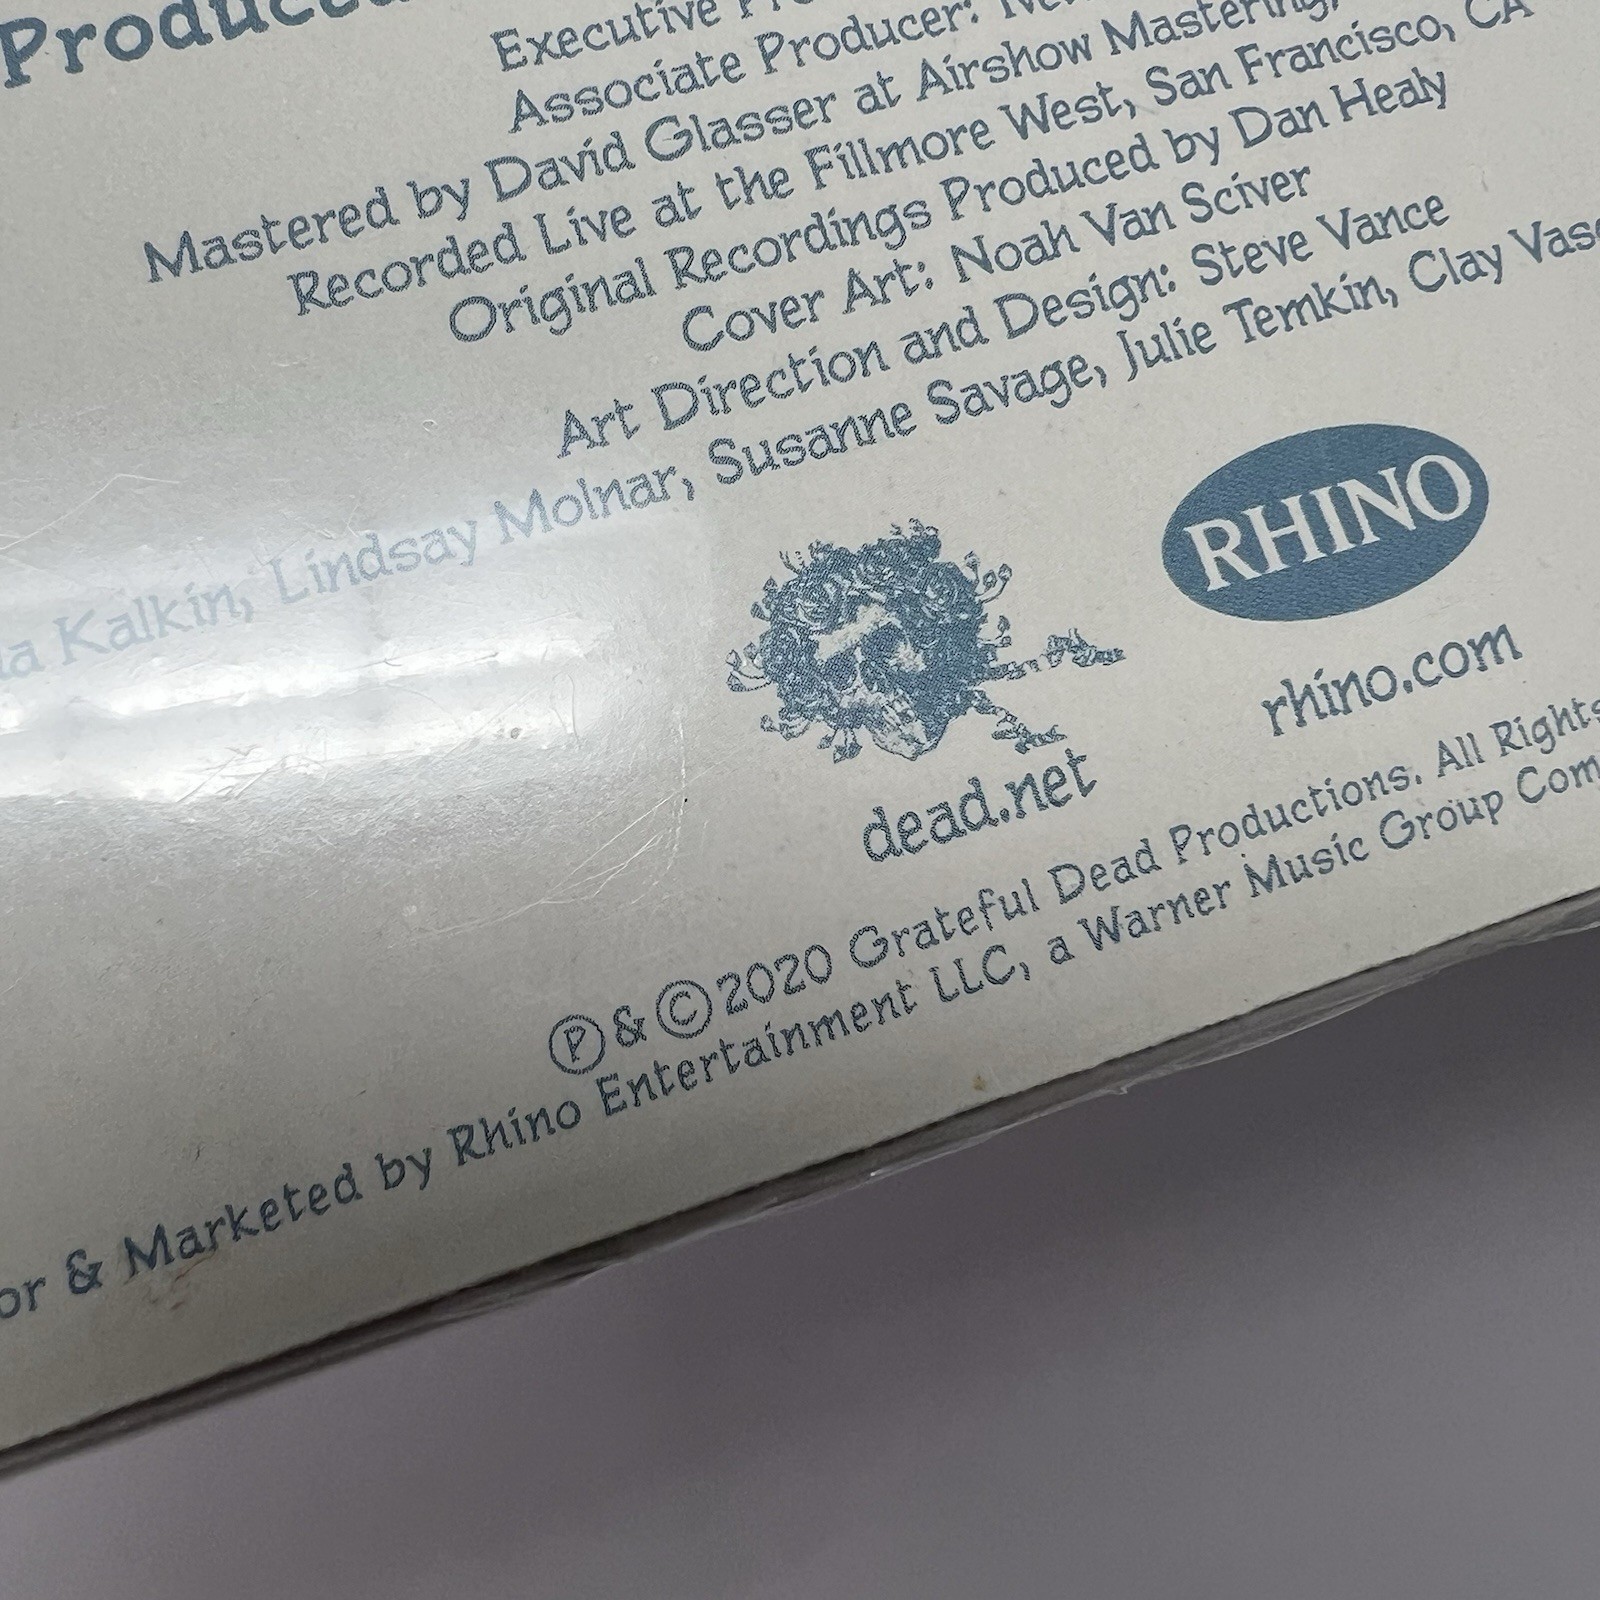 Produced
Executive
Associate Producer:
Mastered by David Glasser at Airshow Mastering,
Recorded Live at the Fillmore West, San Francisco, CA
Original Recordings Produced by Dan Healy
Cover Art: Noah Van Sciver
Art Direction and Design: Steve Vance
Kalkin, Lindsay Molnar, Susanne Savage, Julie Temkin, Clay
RHINO
rhino.com
dead.net
℗ & © 2020 Grateful Dead Productions. All Rights
& Marketed by Rhino Entertainment LLC, a Warner Music Group